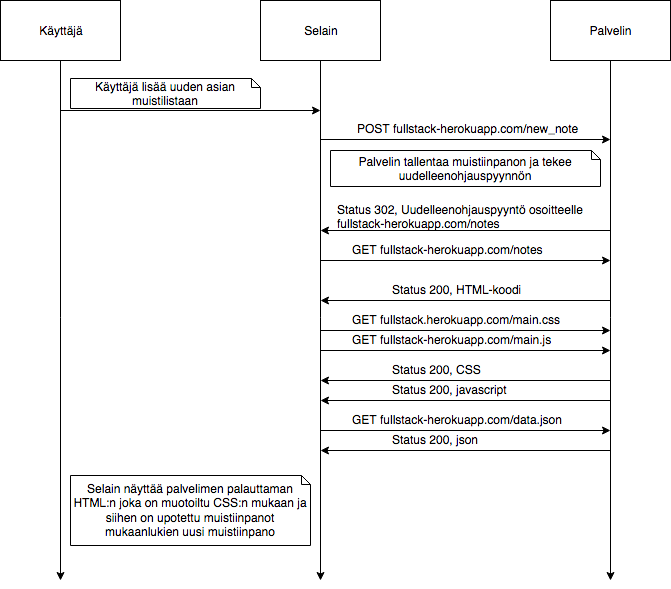 Käyttäjä
Selain
Palvelin
Käyttäjä lisää uuden asian
muistilistaan
POST fullstack-herokuapp.com/new_note
Palvelin tallentaa muistiinpanon ja tekee
uudelleenohjauspyynnön
Status 302, Uudelleenohjauspyyntö osoitteelle
fullstack-herokuapp.com/notes
GET fullstack-herokuapp.com/notes
Status 200, HTML-koodi
GET fullstack.herokuapp.com/main.css
GET fullstack-herokuapp.com/main.js
Status 200, CSS
Status 200, javascript
GET fullstack-herokuapp.com/data.json
Status 200, json
Selain näyttää palvelimen palauttaman
HTML:n joka on muotoiltu CSS:n mukaan ja
siihen on upotettu muistiinpanot
mukaanlukien uusi muistiinpano